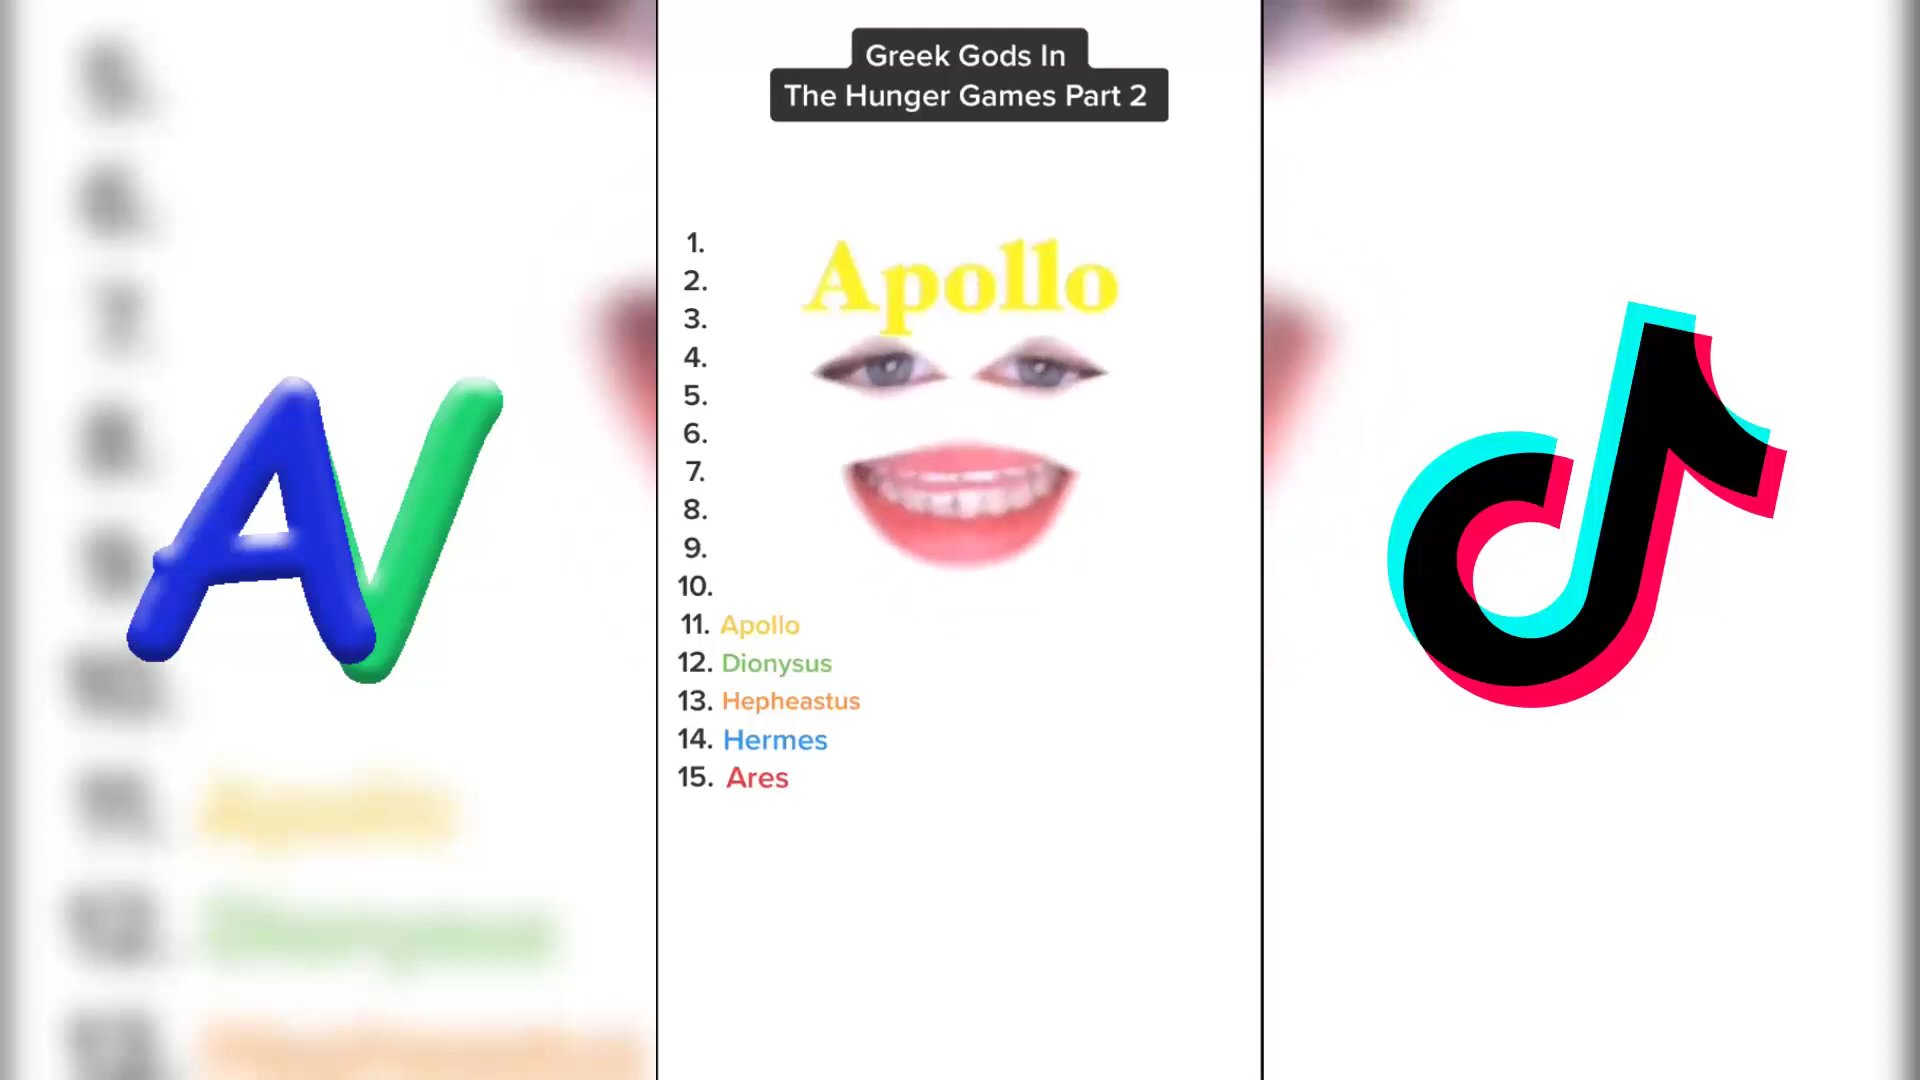 Greek Gods In
The Hunger Games Part 2
Apollo
1.
2.
3.
4.
5.
6.
7.
8.
9.
10.
11. Apollo
12. Dionysus
13. Hepheastus
14. Hermes
15. Ares
AV